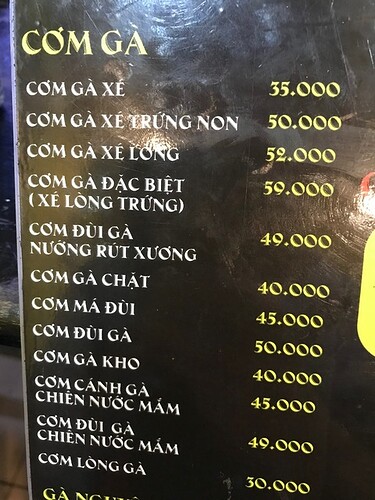 CƠM GÀ
CƠM GÀ XÉ 35.000
CƠM GÀ XÉ TRỨNG NON 50.000
CƠM GÀ XÉ LÒNG 52.000
CƠM GÀ ĐẶC BIỆT
( XÉ LÒNG TRỨNG) 59.000
CƠM ĐÙI GÀ
NƯỚNG RÚT XƯƠNG 49.000
CƠM GÀ CHẶT 40.000
CƠM MÁ ĐÙI 45.000
CƠM ĐÙI GÀ 50.000
CƠM GÀ KHO 40.000
CƠM CÁNH GÀ
CHIÊN NƯỚC MẮM 45.000
CƠM ĐÙI GÀ
CHIÊN NƯỚC MẮM 49.000
CƠM LÒNG GÀ 30.000
GÀ